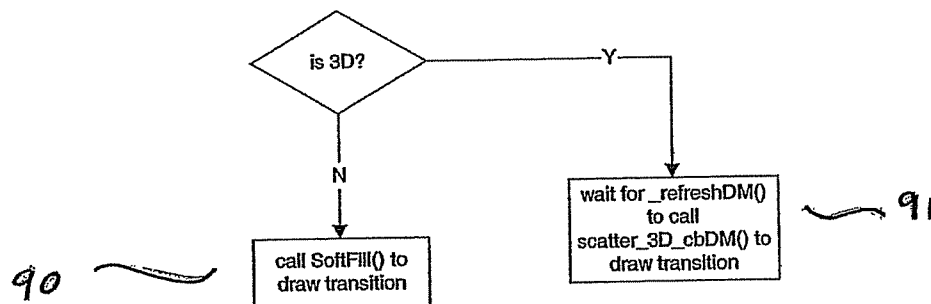 is 3D?
Y
N
wait for _refreshDM()
to call
scatter_3D_cbDM() to
draw transition
91
call SoftFill() to
draw transition
90